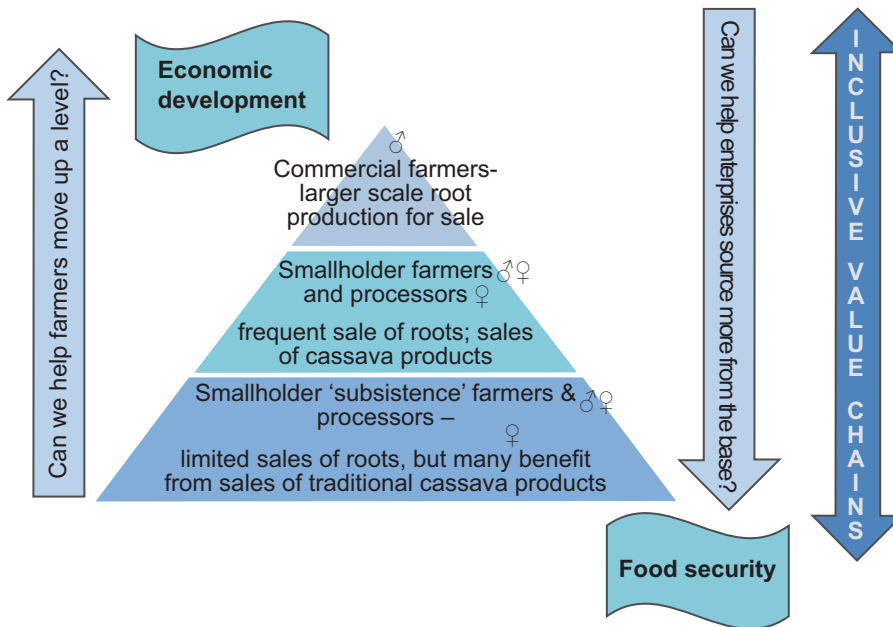 Can we help farmers move up a level?
Economic
development
♂
Commercial farmers-
larger scale root
production for sale
Smallholder farmers ♂♀
and processors ♀
frequent sale of roots; sales
of cassava products
Smallholder ‘subsistence’ farmers & ♂♀
processors –
♀
limited sales of roots, but many benefit
from sales of traditional cassava products
Can we help enterprises source more from the base?
INCLUSIVE VALUE CHAINS
Food security